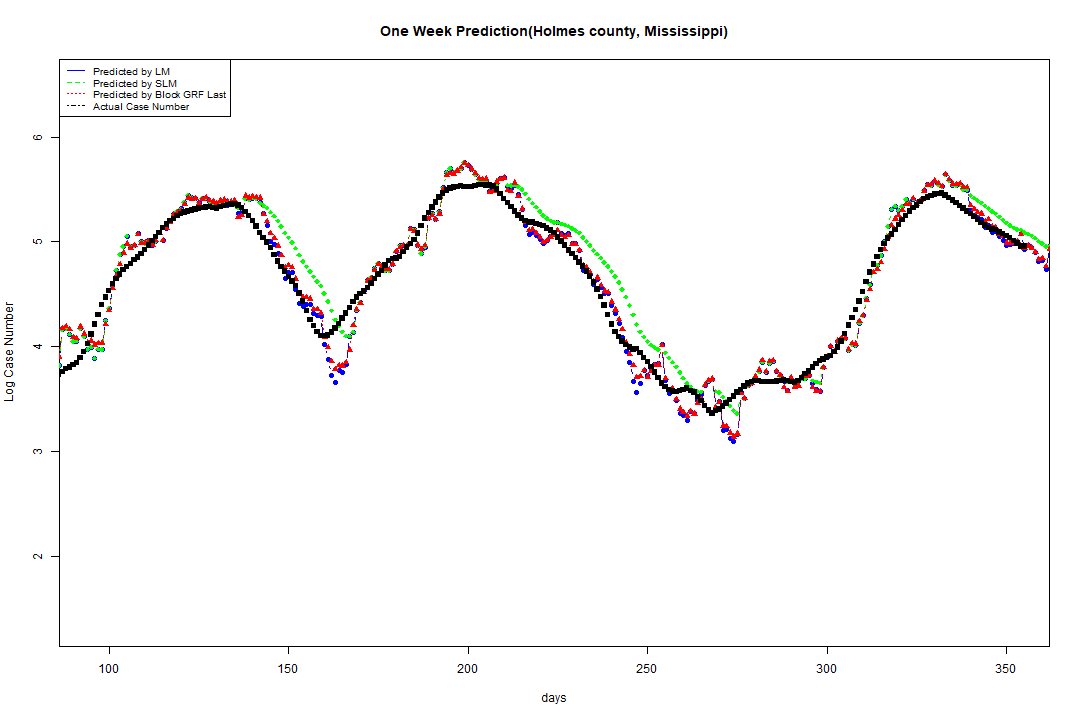 One Week Prediction(Holmes county, Mississippi)
Predicted by LM
Predicted by SLM
Predicted by Block GRF Last
Actual Case Number
6
5
4
3
2
Log Case Number
100 150 200 250 300 350
days